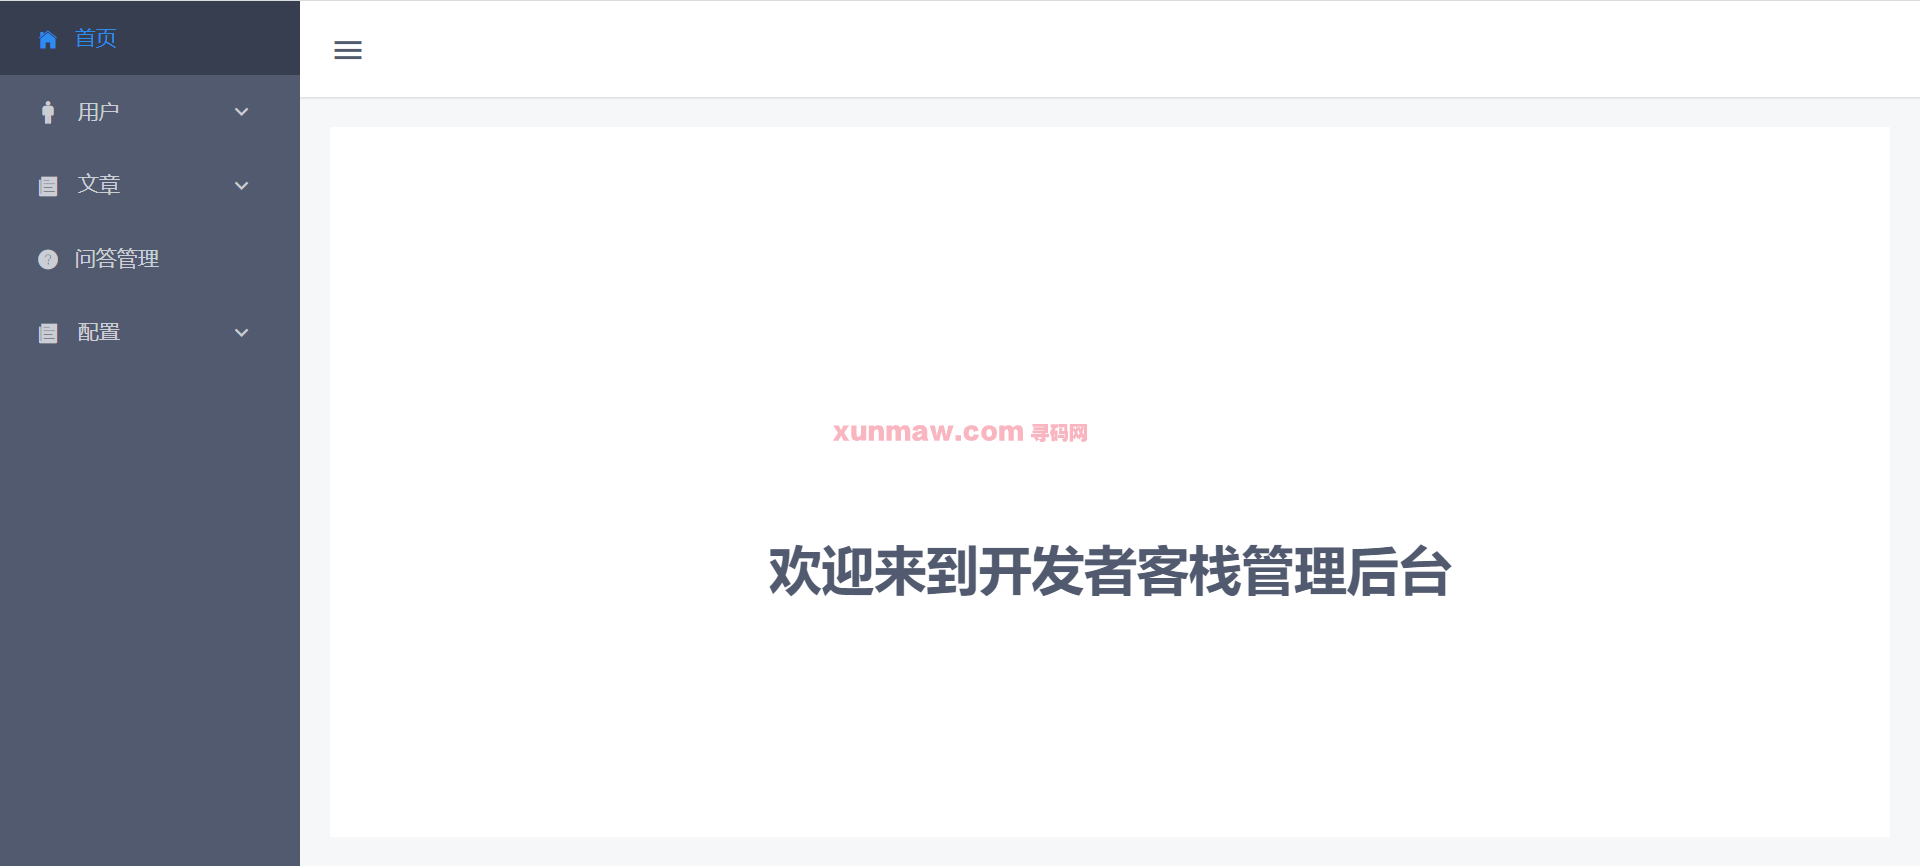 首页
用户
文章
问答管理
配置
xunmaw.com 寻码网
欢迎来到开发者客栈管理后台